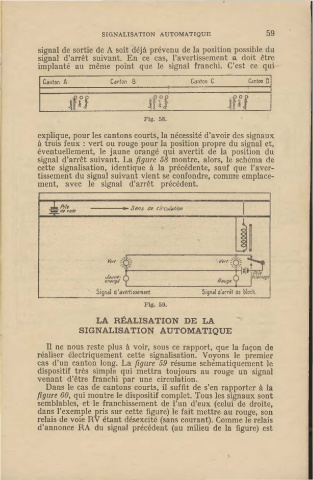 SIGNALISATION AUTOMATIQUE 59
signal de sortie de A soit déjà prévenu de la position possible du
signal d'arrêt suivant. En ce cas, l'avertissement a doit être
implanté au même point que le signal franchi. C'est ce qui
Canton A Canton B Canton C Canton D
Fig. 58.
explique, pour les cantons courts, la nécessité d'avoir des signaux
à trois feux : vert ou rouge pour la position propre du signal et,
éventuellement, le jaune orangé qui avertit de la position du
signal d'arrêt suivant. La figure 58 montre, alors, le schéma de
cette signalisation, identique à la précédente, sauf que l'aver-
tissement du signal suivant vient se confondre, comme emplace-
ment, avec le signal d'arrêt précédent.
Pile
de voie
Sens de circulation
Vert Vert
Pile
Jaune-
orangé
Rouge
Signal d'avertissement Signal d'arrêt de block.
Fig. 59.
LA RÉALISATION DE LA
SIGNALISATION AUTOMATIQUE
Il ne nous reste plus à voir, sous ce rapport, que la façon de
réaliser électriquement cette signalisation. Voyons le premier
cas d'un canton long. La figure 59 résume schématiquement le
dispositif très simple qui mettra toujours au rouge un signal
venant d'être franchi par une circulation.
Dans le cas de cantons courts, il suffit de s'en rapporter à la
figure 60, qui montre le dispositif complet. Tous les signaux sont
semblables, et le franchissement de l'un d'eux (celui de droite,
dans l'exemple pris sur cette figure) le fait mettre au rouge, son
relais de voie RV étant désexcité (sans courant). Comme le relais
d'annonce RA du signal précédent (au milieu de la figure) est